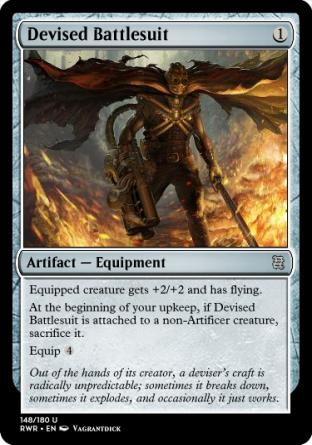 Devised Battlesuit 1
Artifact — Equipment
Equipped creature gets +2/+2 and has flying.
At the beginning of your upkeep, if Devised
Battlesuit is attached to a non-Artificer creature,
sacrifice it.
Equip 4
Out of the hands of its creator, a deviser's craft is
radically unpredictable; sometimes it breaks down,
sometimes it explodes, and occasionally it just works.
148/180 U
RWR • EN VAGRANTDICK